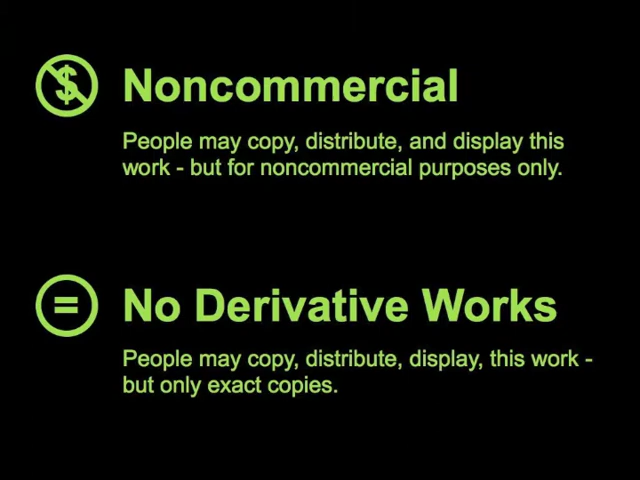 Noncommercial
People may copy, distribute, and display this
work - but for noncommercial purposes only.
No Derivative Works
People may copy, distribute, display, this work -
but only exact copies.